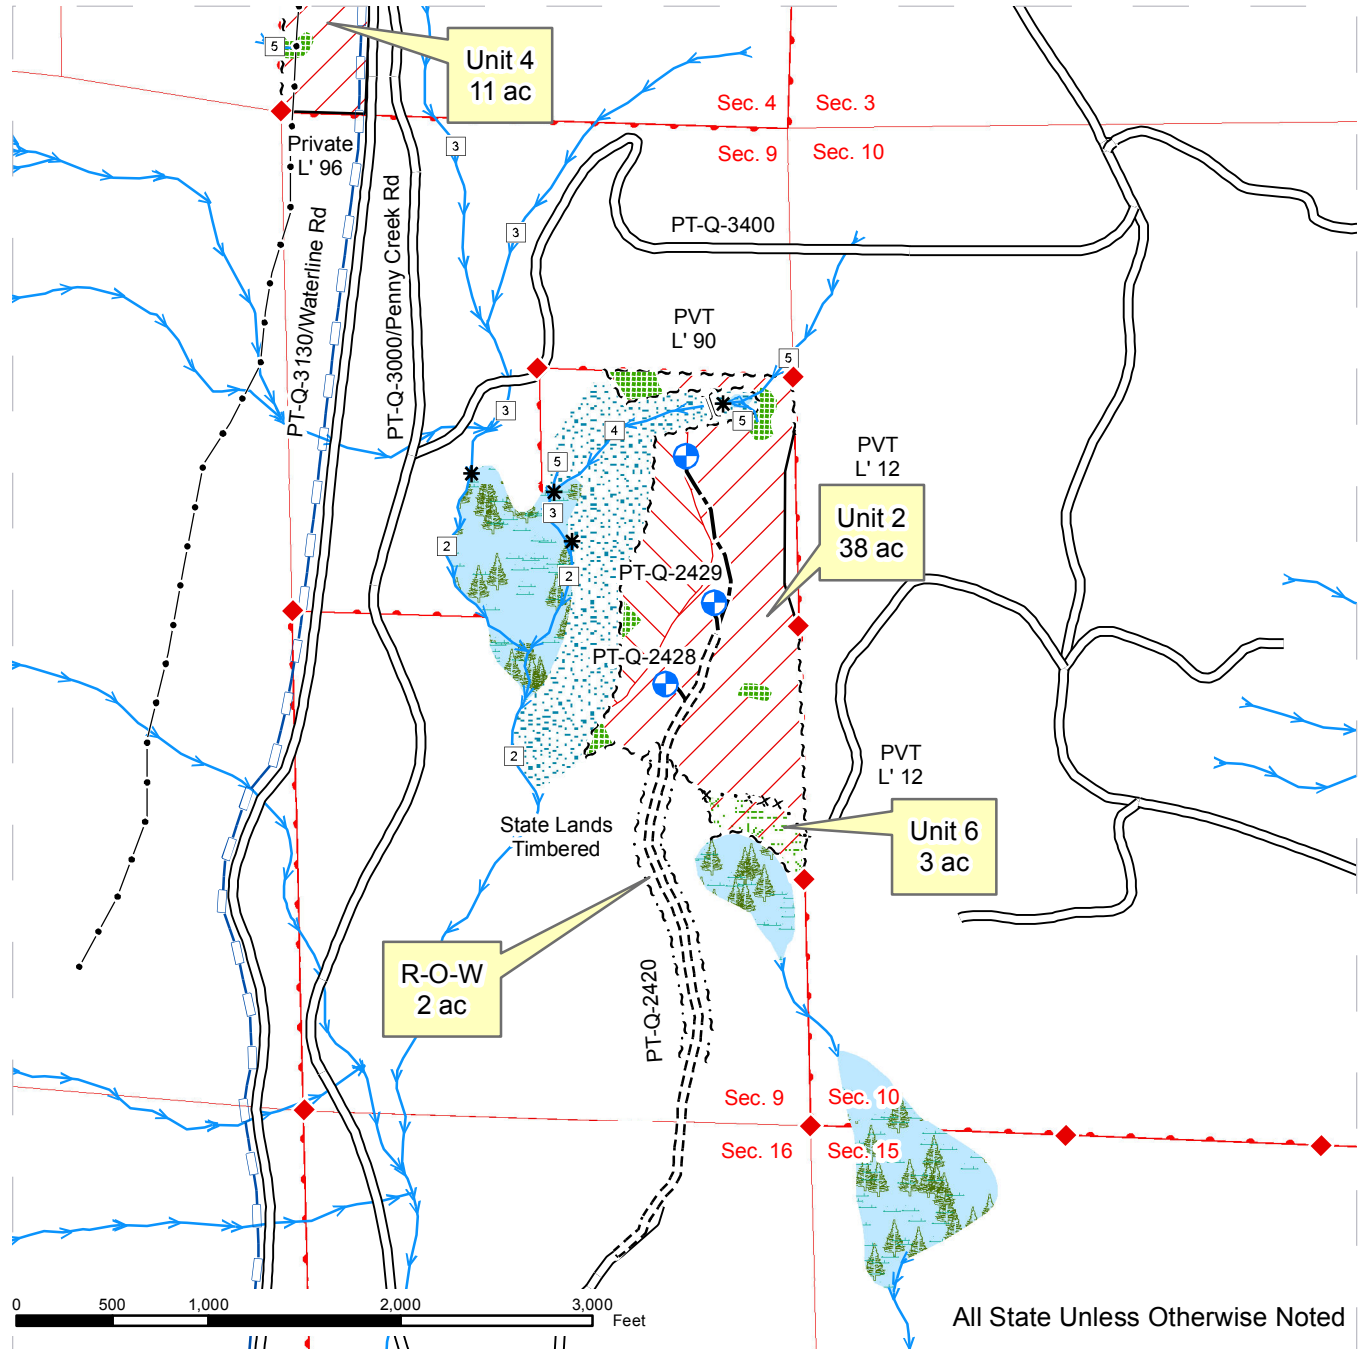 5
Unit 4
11 ac
Sec. 4
Sec. 3
Private
L' 96
3
Sec. 9
Sec. 10
PT-Q-3130/Waterline Rd
PT-Q-3000/Penny Creek Rd
3
PT-Q-3400
PVT
L' 90
5
3
4
5
5
PVT
L' 12
3
2
Unit 2
38 ac
PT-Q-2429
2
PT-Q-2428
2
PVT
L' 12
State Lands
Timbered
Unit 6
3 ac
R-O-W
2 ac
PT-Q-2420
Sec. 9
Sec. 10
Sec. 16
Sec. 15
0
500
1,000
2,000
3,000
Feet
All State Unless Otherwise Noted